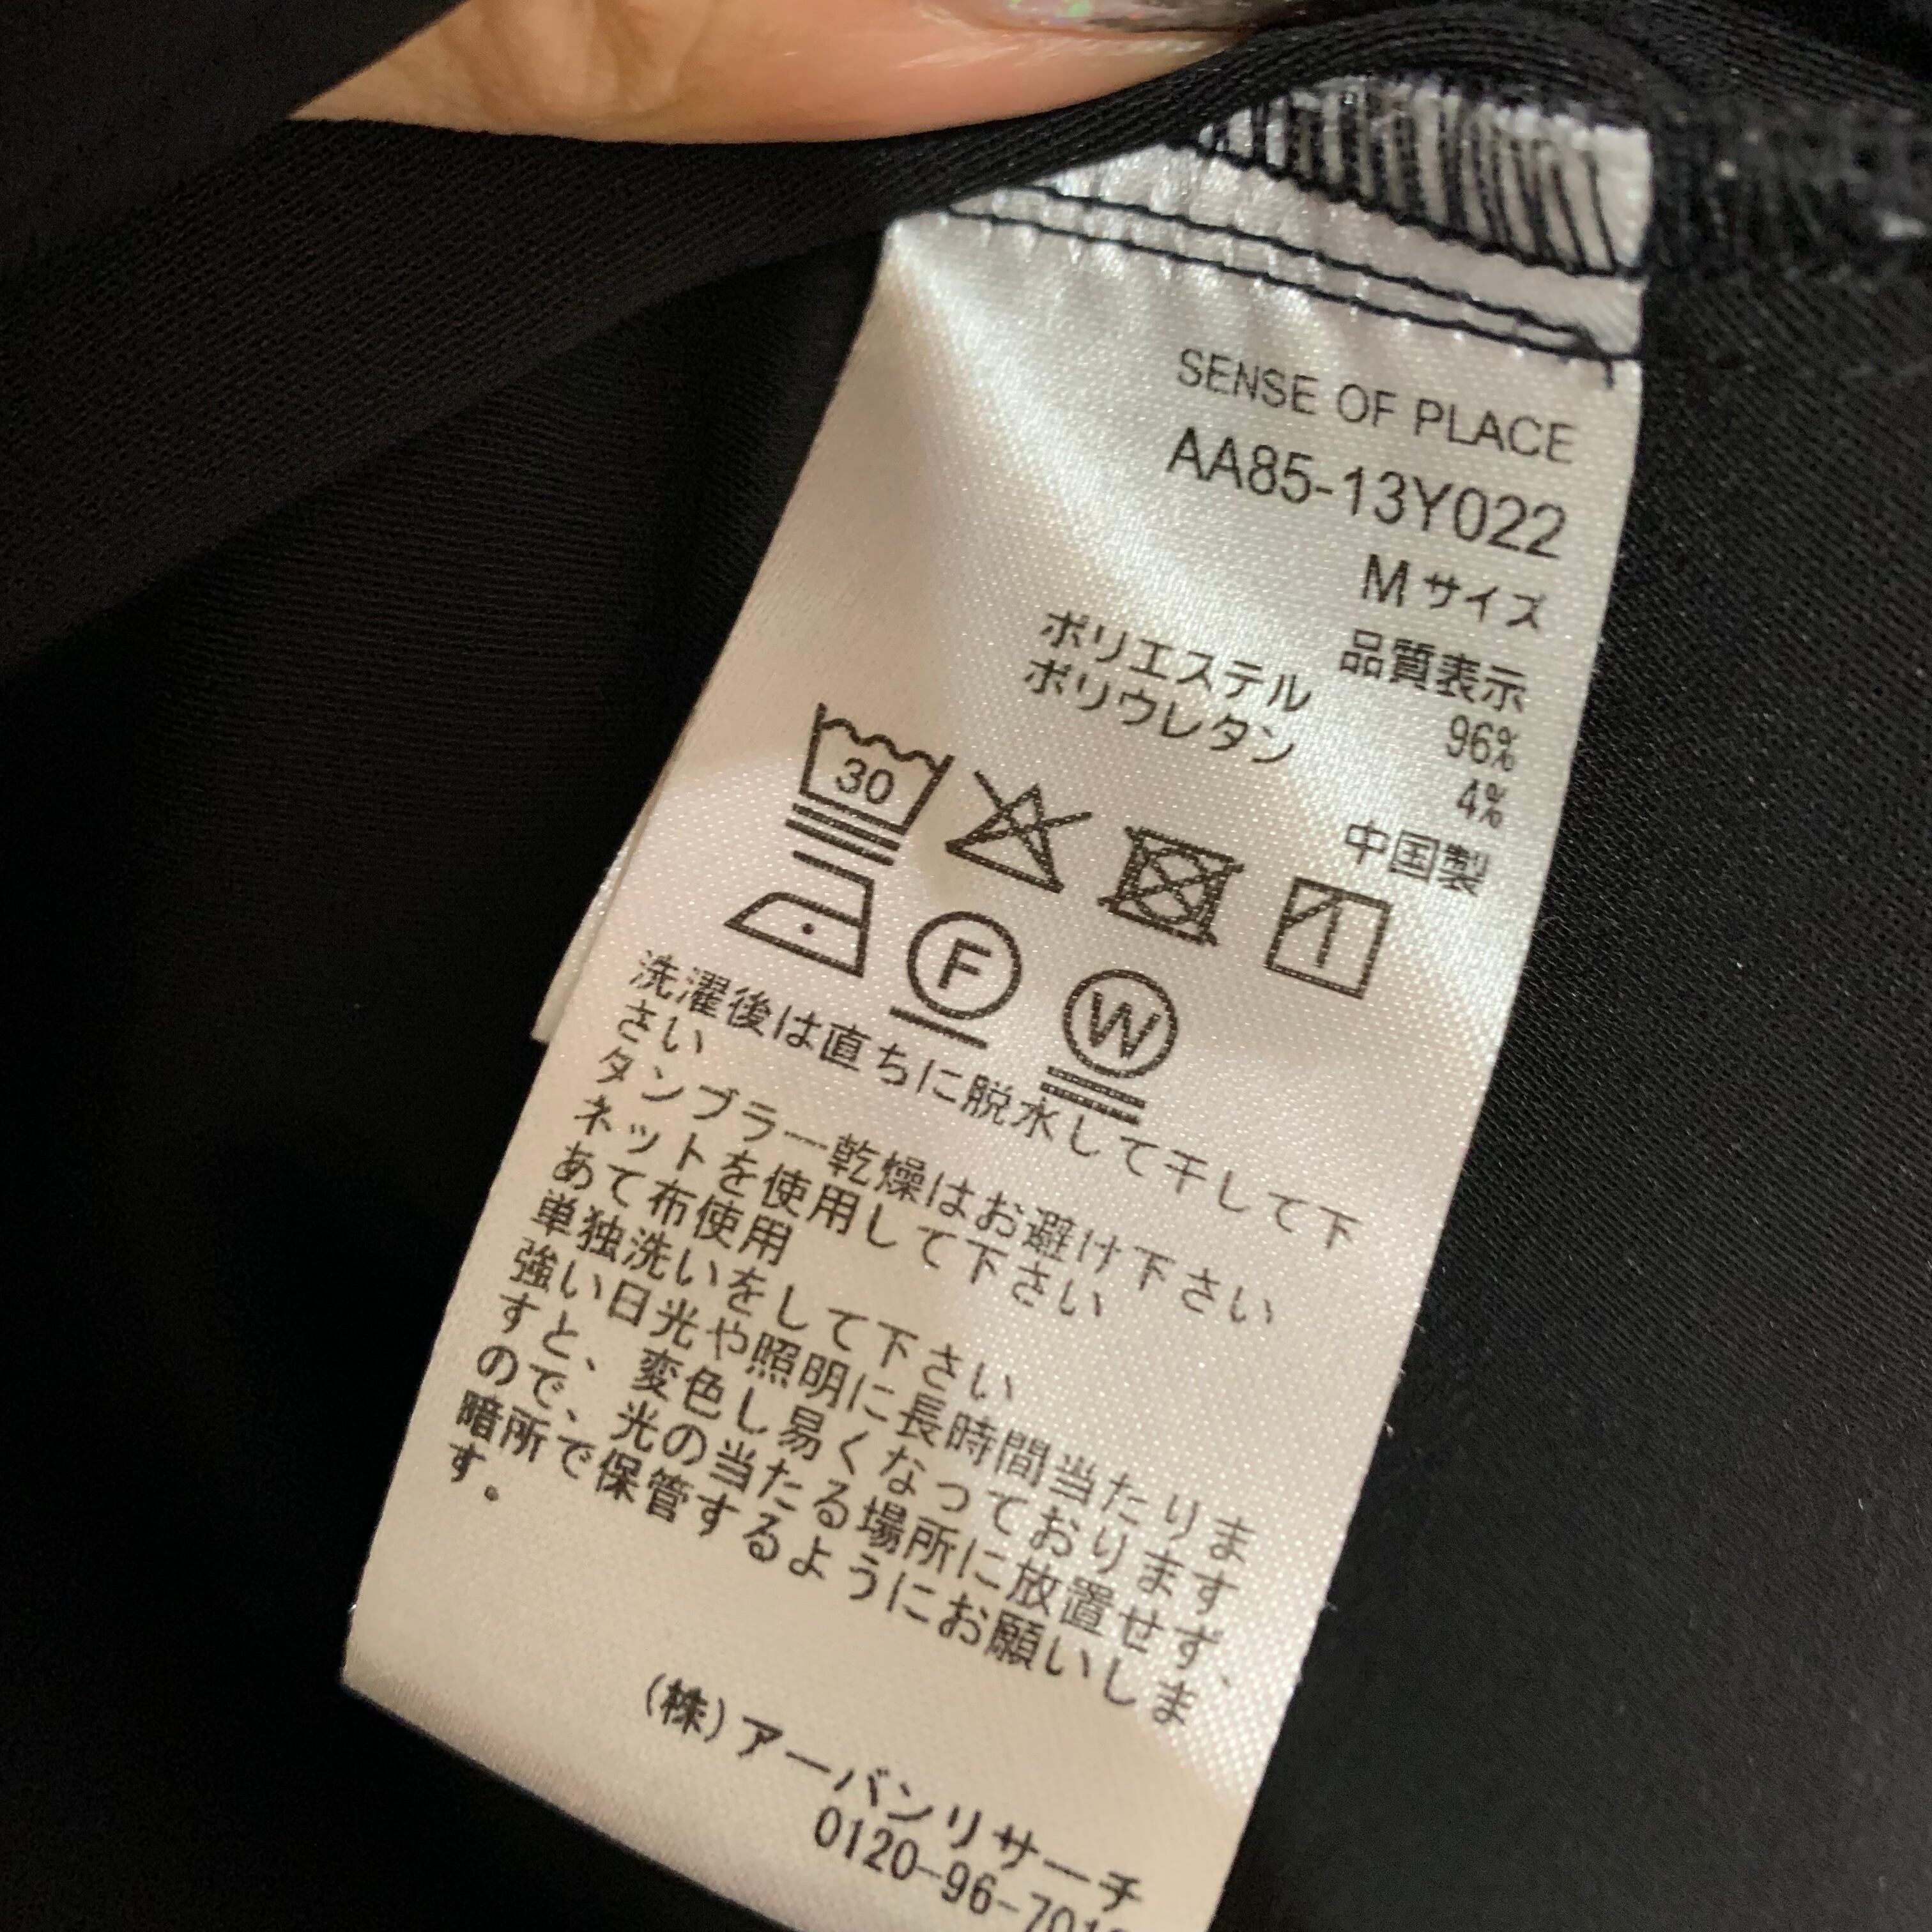 SENSE OF PLACE
AA85-13Y022
Mサイズ
品質表示
ポリエステル 96%
ポリウレタン 4%
中国製
30
F
W
洗濯後は直ちに脱水して干して下
さい
タンブラー乾燥はお避け下さい
ネットを使用して下さい
あて布使用
単独洗いをして下さい
強い日光や照明に長時間当たりま
すと、変色し易くなっております
ので、光の当たる場所に放置せず、
暗所で保管するようにお願いしま
す。
(株)アーバンリサーチ
0120-96-701